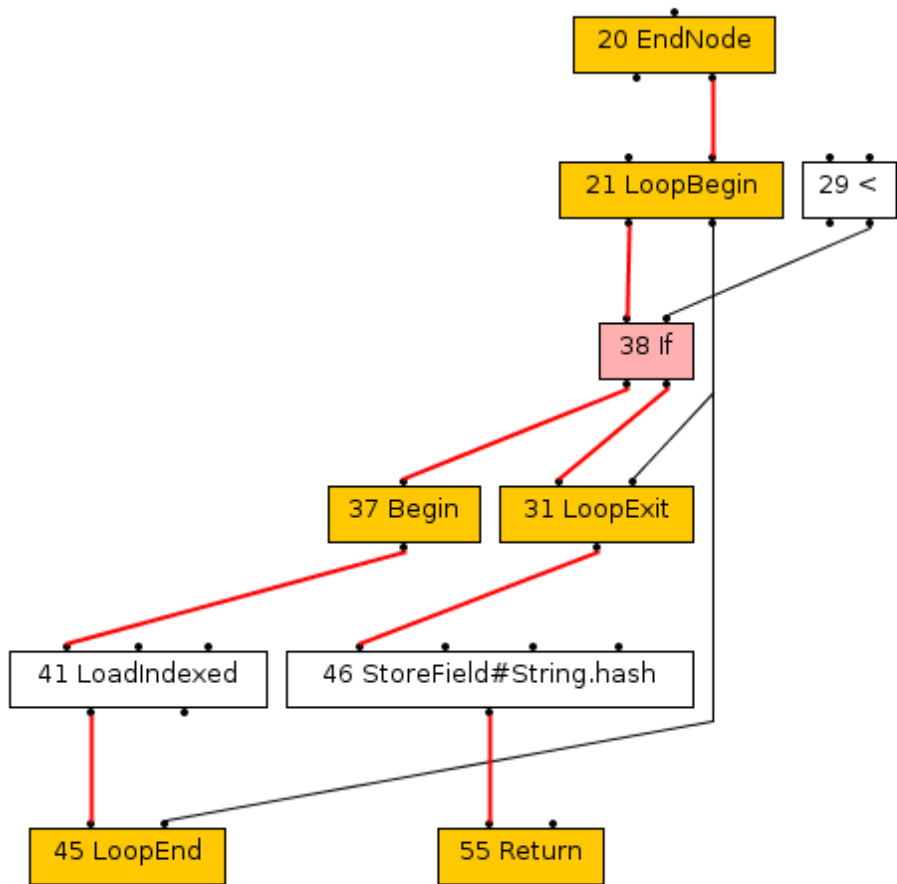 20 EndNode
21 LoopBegin
29 <
38 If
37 Begin
31 LoopExit
41 LoadIndexed
46 StoreField#String.hash
45 LoopEnd
55 Return